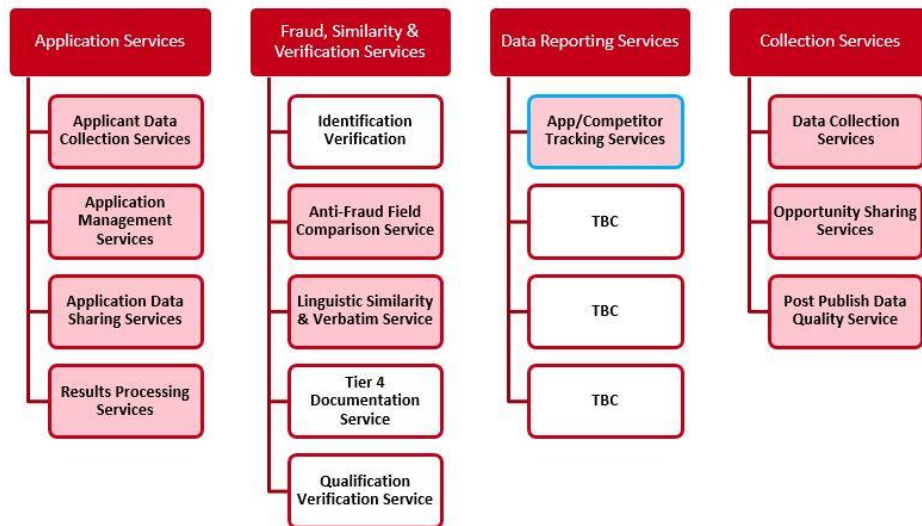 Application Services
Applicant Data
Collection Services
Application
Management
Services
Application Data
Sharing Services
Results Processing
Services
Fraud, Similarity &
Verification Services
Identification
Verification
Anti-Fraud Field
Comparison Service
Linguistic Similarity
& Verbatim Service
Tier 4
Documentation
Service
Qualification
Verification Service
Data Reporting Services
App/Competitor
Tracking Services
TBC
TBC
TBC
Collection Services
Data Collection
Services
Opportunity Sharing
Services
Post Publish Data
Quality Service